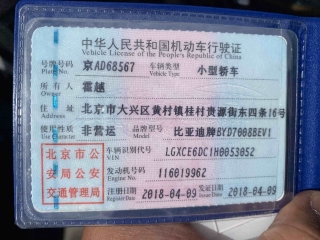 中华人民共和国机动车行驶证
Vehicle License of the People's Republic of China
号牌号码 京AD68567 车辆类型 小型轿车
Plate No. Vehicle Type
所有人 霍越
Owner
住址 北京市大兴区黄村镇桂村贵源街东四条16号
Address
使用性质 非营运 品牌型号 比亚迪牌BYD7008BEV1
Use Character Model
北京市公安局公安交通管理局
车辆识别代号 LGXCE6DC1H0053052
VIN
发动机号码 116019962
Engine No.
注册日期 2018-04-09 发证日期 2018-04-09
Register Date Issue Date